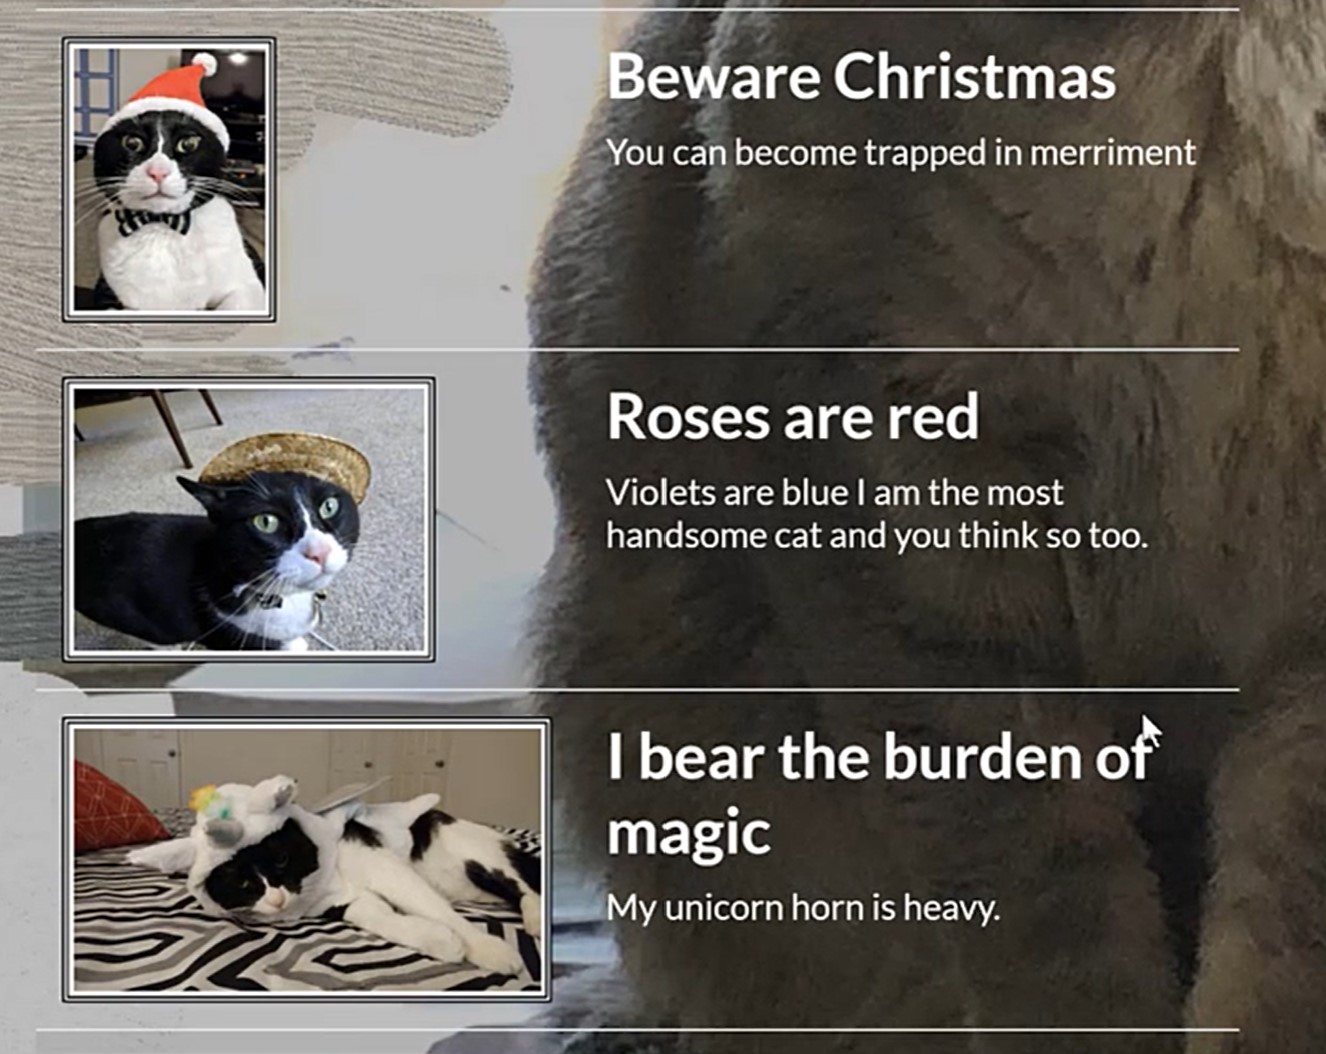 Beware Christmas
You can become trapped in merriment
Roses are red
Violets are blue I am the most
handsome cat and you think so too.
I bear the burden of
magic
My unicorn horn is heavy.